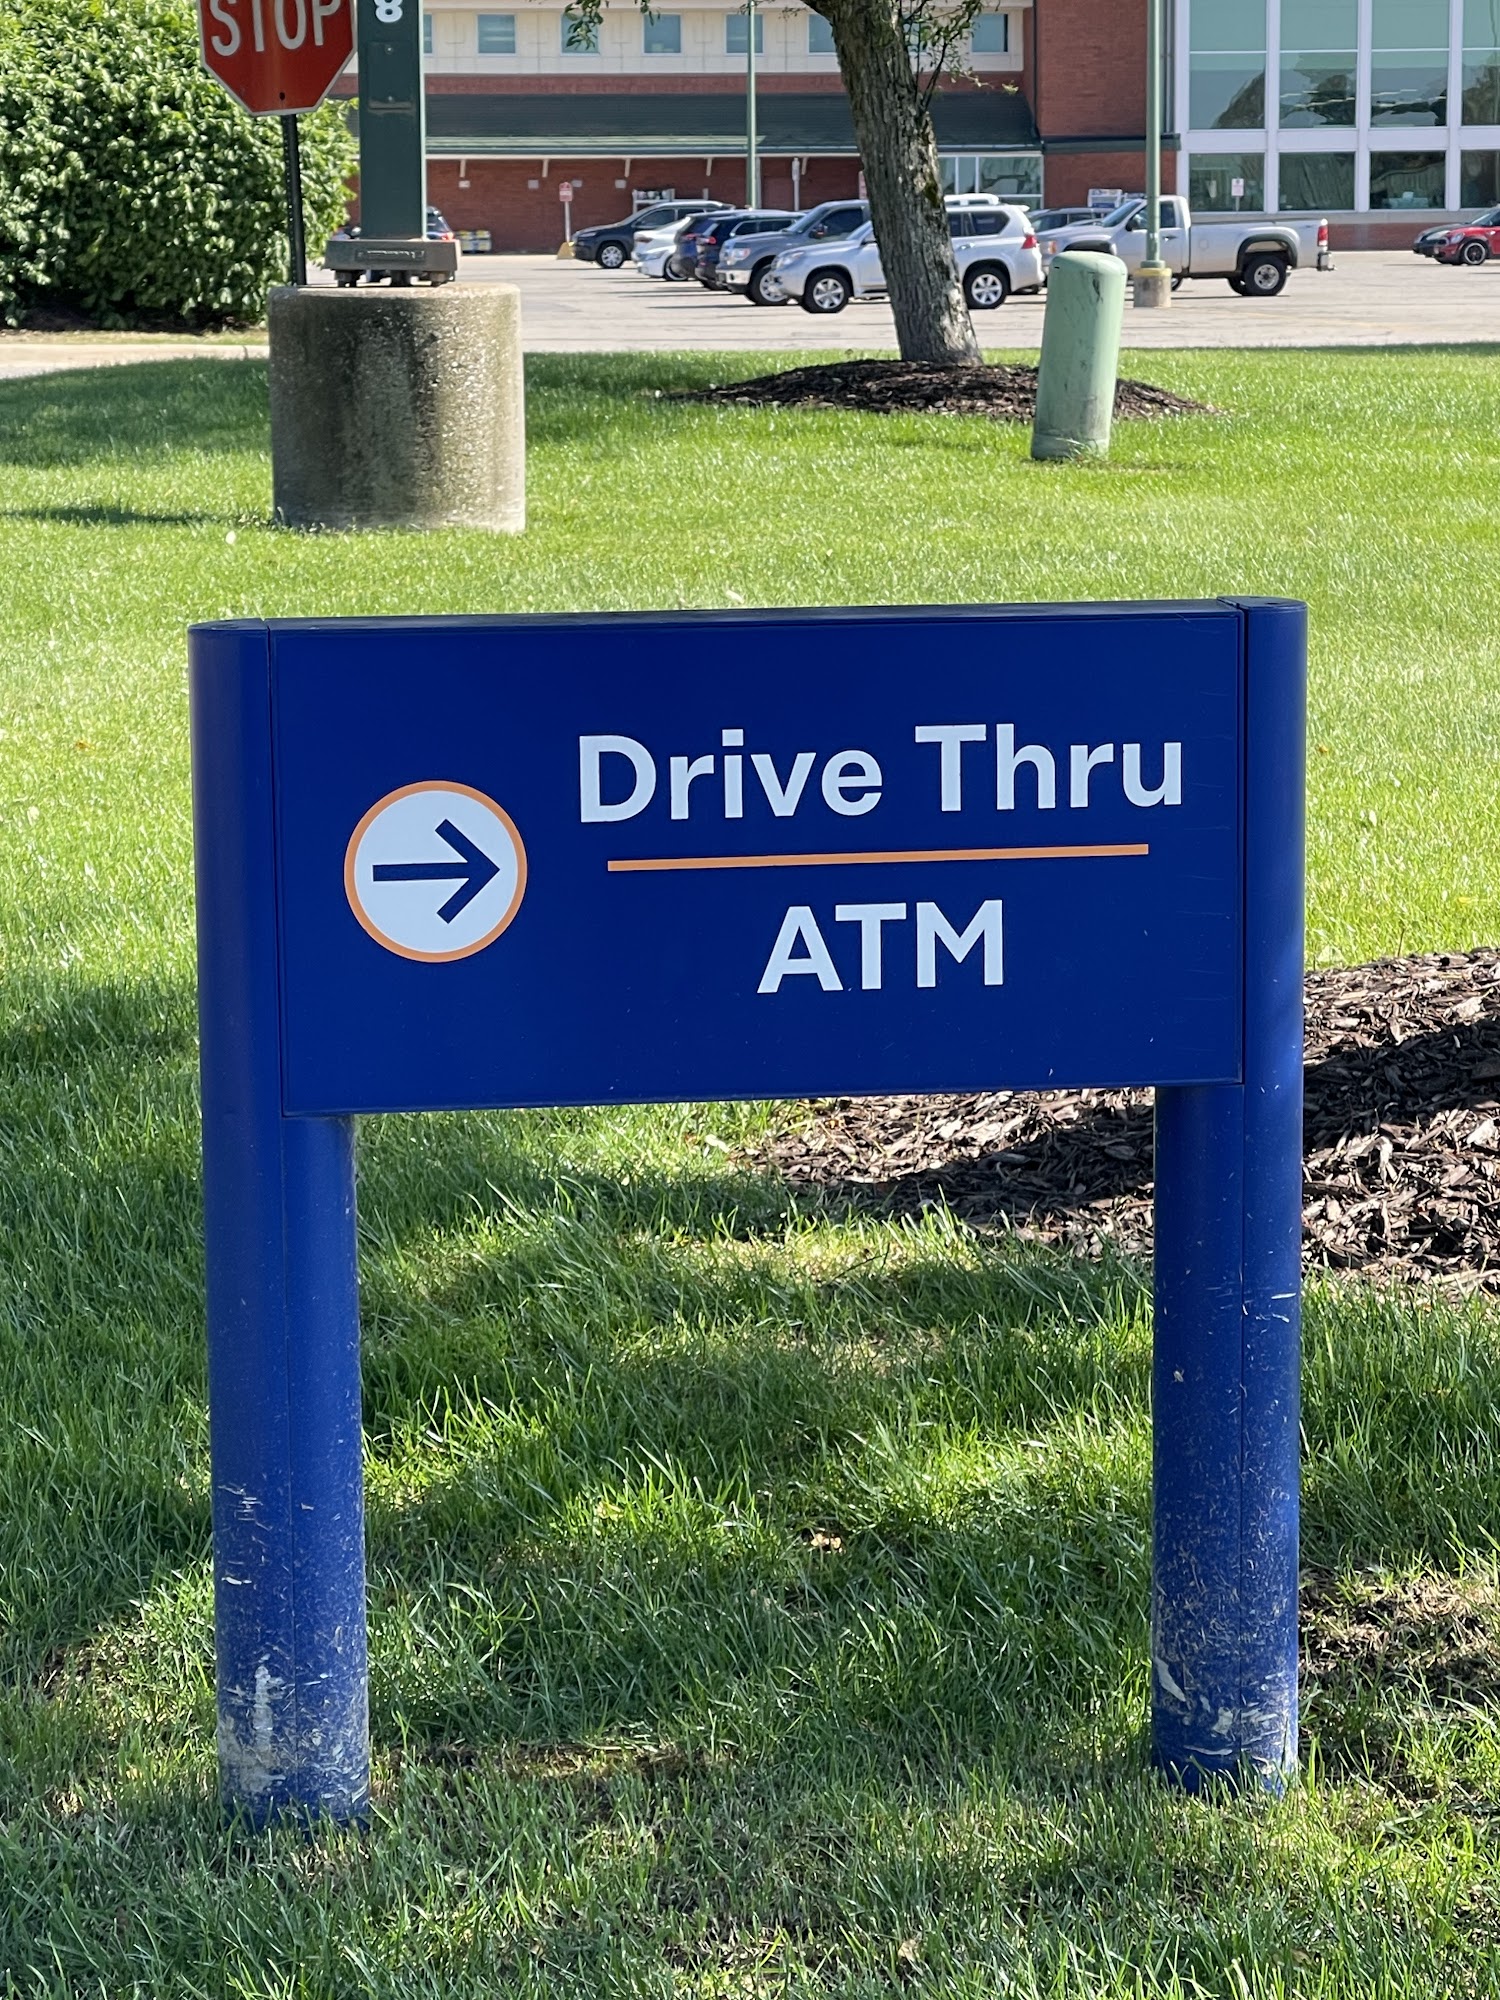 STOP
8
Drive Thru
ATM